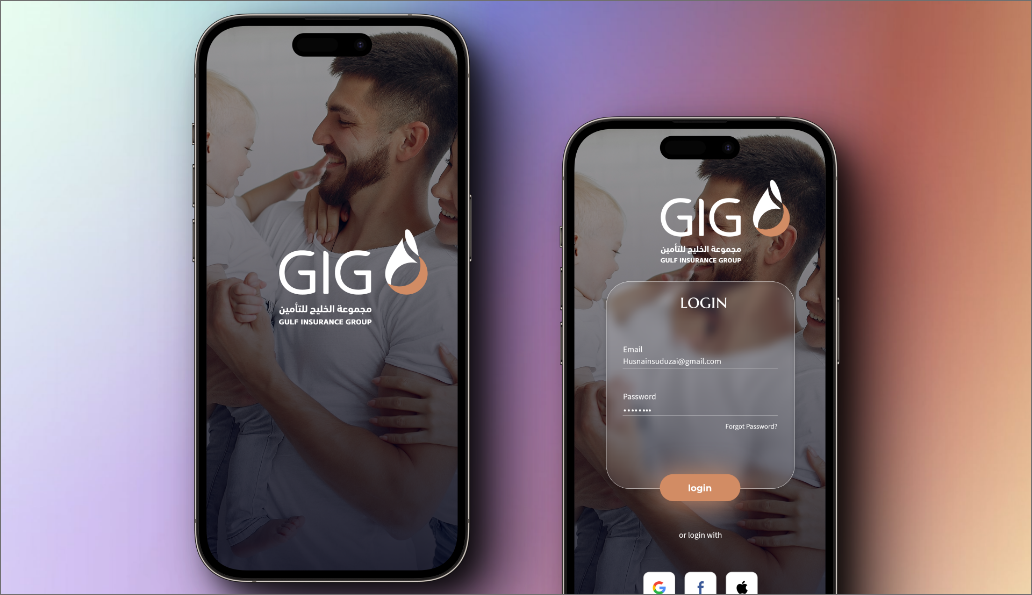 GIG
مجموعة الخليج للتأمين
GULF INSURANCE GROUP
GIG
مجموعة الخليج للتأمين
GULF INSURANCE GROUP
LOGIN
Email
Husnainsuduzai@gmail.com
Password
Forgot Password?
login
or login with
G
f